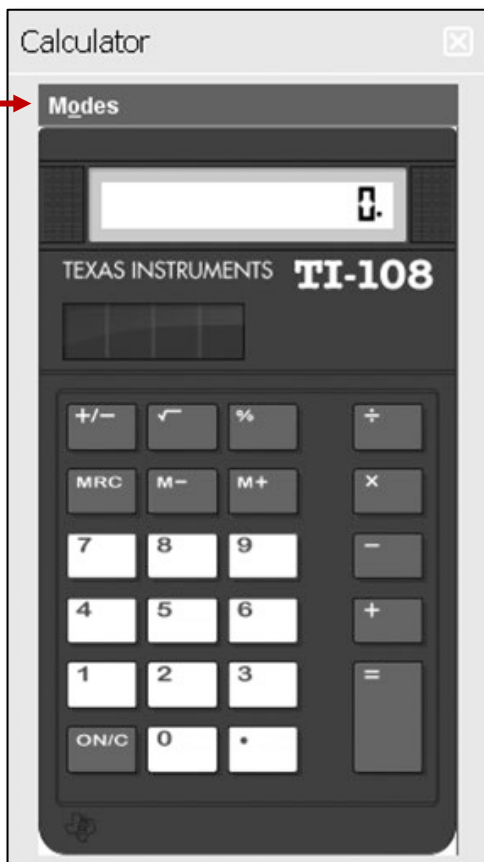 Calculator
Modes
0.
TEXAS INSTRUMENTS TI-108
+/− √ % ÷
MRC M− M+ ×
7 8 9 −
4 5 6 +
1 2 3 =
ON/C 0 •